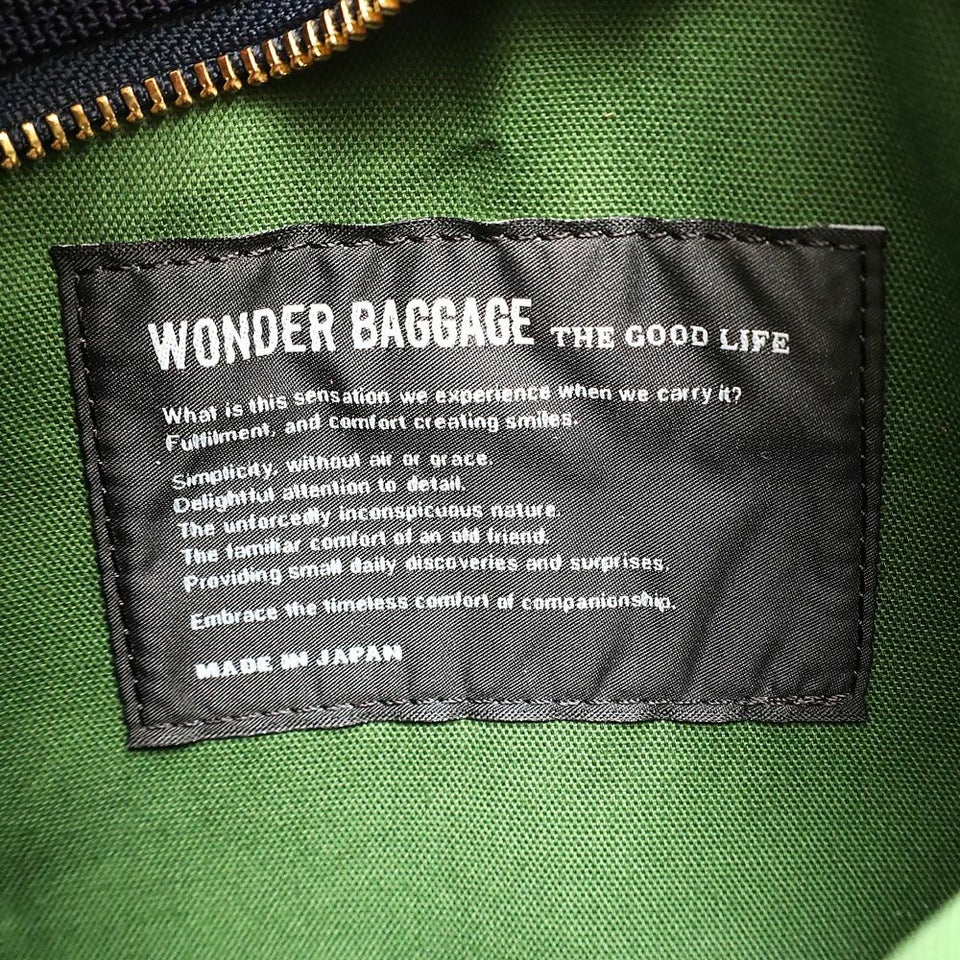 WONDER BAGGAGE THE GOOD LIFE
What is this sensation we experience when we carry it?
Fulfilment, and comfort creating smiles.
Simplicity, without air or grace.
Delightful attention to detail.
The unforcedly inconspicuous nature.
The familiar comfort of an old friend.
Providing small daily discoveries and surprises.
Embrace the timeless comfort of companionship.
MADE IN JAPAN